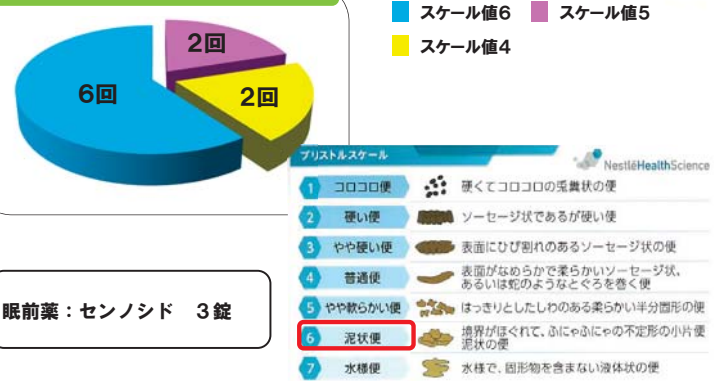 スケール値6 スケール値5
スケール値4
2回
6回
2回
ブリストルスケール
NestléHealthScience
1 コロコロ便 硬くてコロコロの兎糞状の便
2 硬い便 ソーセージ状であるが硬い便
3 やや硬い便 表面にひび割れのあるソーセージ状の便
4 普通便 表面がなめらかで柔らかいソーセージ状、
あるいは蛇のようなとぐろを巻く便
5 やや軟らかい便 はっきりとしたしわのある柔らかい半分固形の便
6 泥状便 境界がほぐれて、ふにゃふにゃの不定形の小片便
泥状の便
7 水様便 水様で、固形物を含まない液体状の便
眠前薬：センノシド 3錠